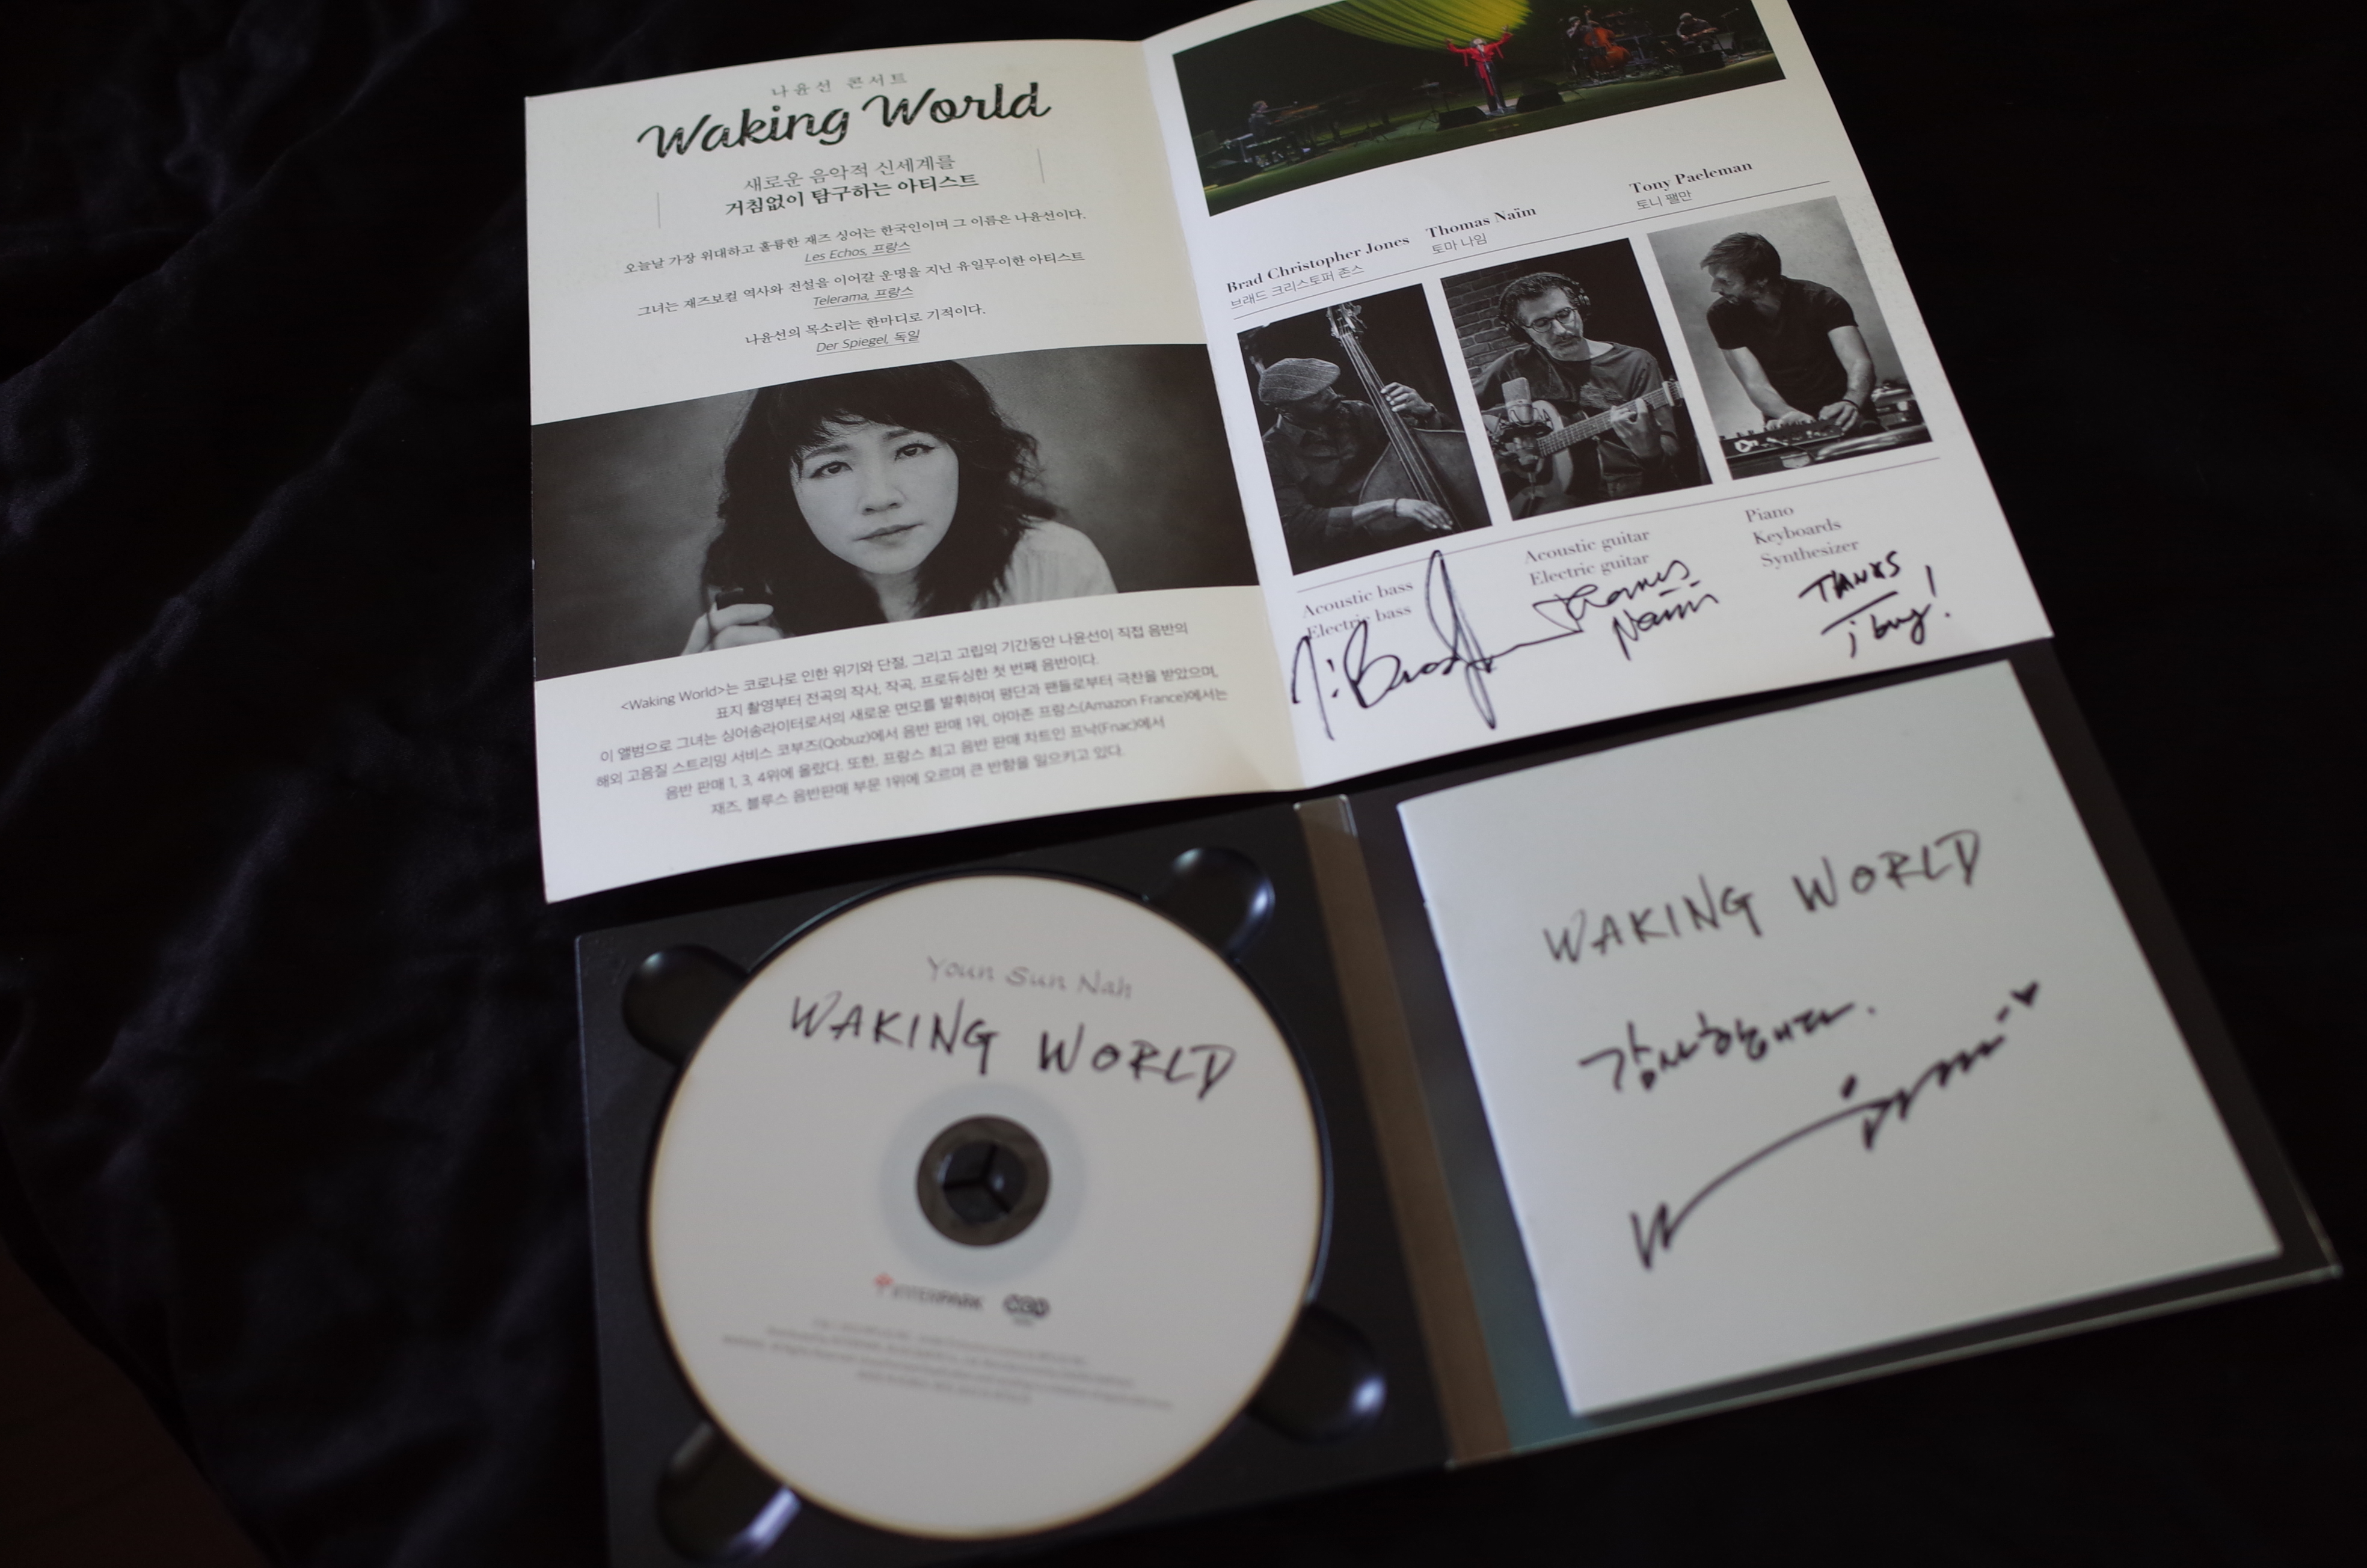 나윤선 콘서트
Waking World
새로운 음악적 신세계를
거침없이 탐구하는 아티스트
오늘날 가장 위대하고 훌륭한 재즈 싱어는 한국인이며 그 이름은 나윤선이다.
Les Echos, 프랑스
그녀는 재즈보컬 역사와 전설을 이어갈 운명을 지닌 유일무이한 아티스트
Telerama, 프랑스
나윤선의 목소리는 한마디로 기적이다.
Der Spiegel, 독일
<Waking World>는 코로나로 인한 위기와 단절, 그리고 고립의 기간동안 나윤선이 직접 음반의
표지 촬영부터 전곡의 작사, 작곡, 프로듀싱한 첫 번째 음반이다.
이 앨범으로 그녀는 싱어송라이터로서의 새로운 면모를 발휘하며 평단과 팬들로부터 극찬을 받았으며,
해외 고음질 스트리밍 서비스 코부즈(Qobuz)에서 음반 판매 1위, 아마존 프랑스(Amazon France)에서는
음반 판매 1, 3, 4위에 올랐다. 또한, 프랑스 최고 음반 판매 차트인 프낙(Fnac)에서
재즈, 블루스 음반판매 부문 1위에 오르며 큰 반향을 일으키고 있다.
Brad Christopher Jones
브래드 크리스토퍼 존스
Thomas Naïm
토마 나임
Tony Paeleman
토니 팰만
Acoustic bass
Electric bass
Acoustic guitar
Electric guitar
Piano
Keyboards
Synthesizer
Thomas
Naïm
THANKS
Youn Sun Nah
WAKING WORLD
INTERPARK
WAKING WORLD
감사합니다.